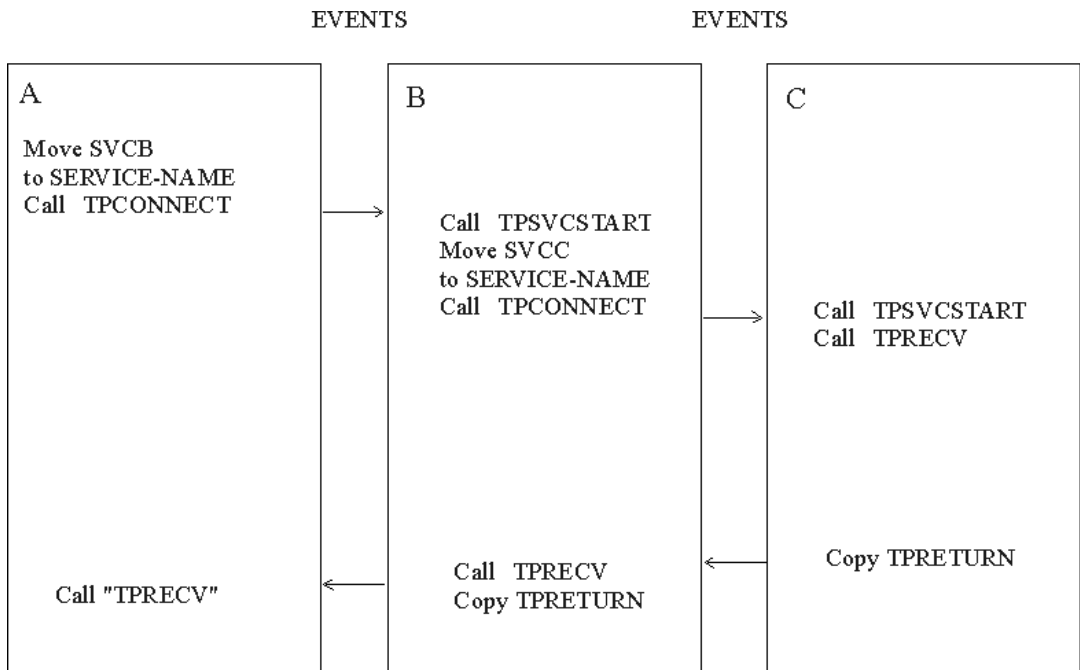 EVENTS
EVENTS
A
Move SVCB
to SERVICE-NAME
Call TPCONNECT
B
Call TPSVCSTART
Move SVCC
to SERVICE-NAME
Call TPCONNECT
Call TPRECV
Copy TPRETURN
C
Call TPSVCSTART
Call TPRECV
Copy TPRETURN
Call "TPRECV"